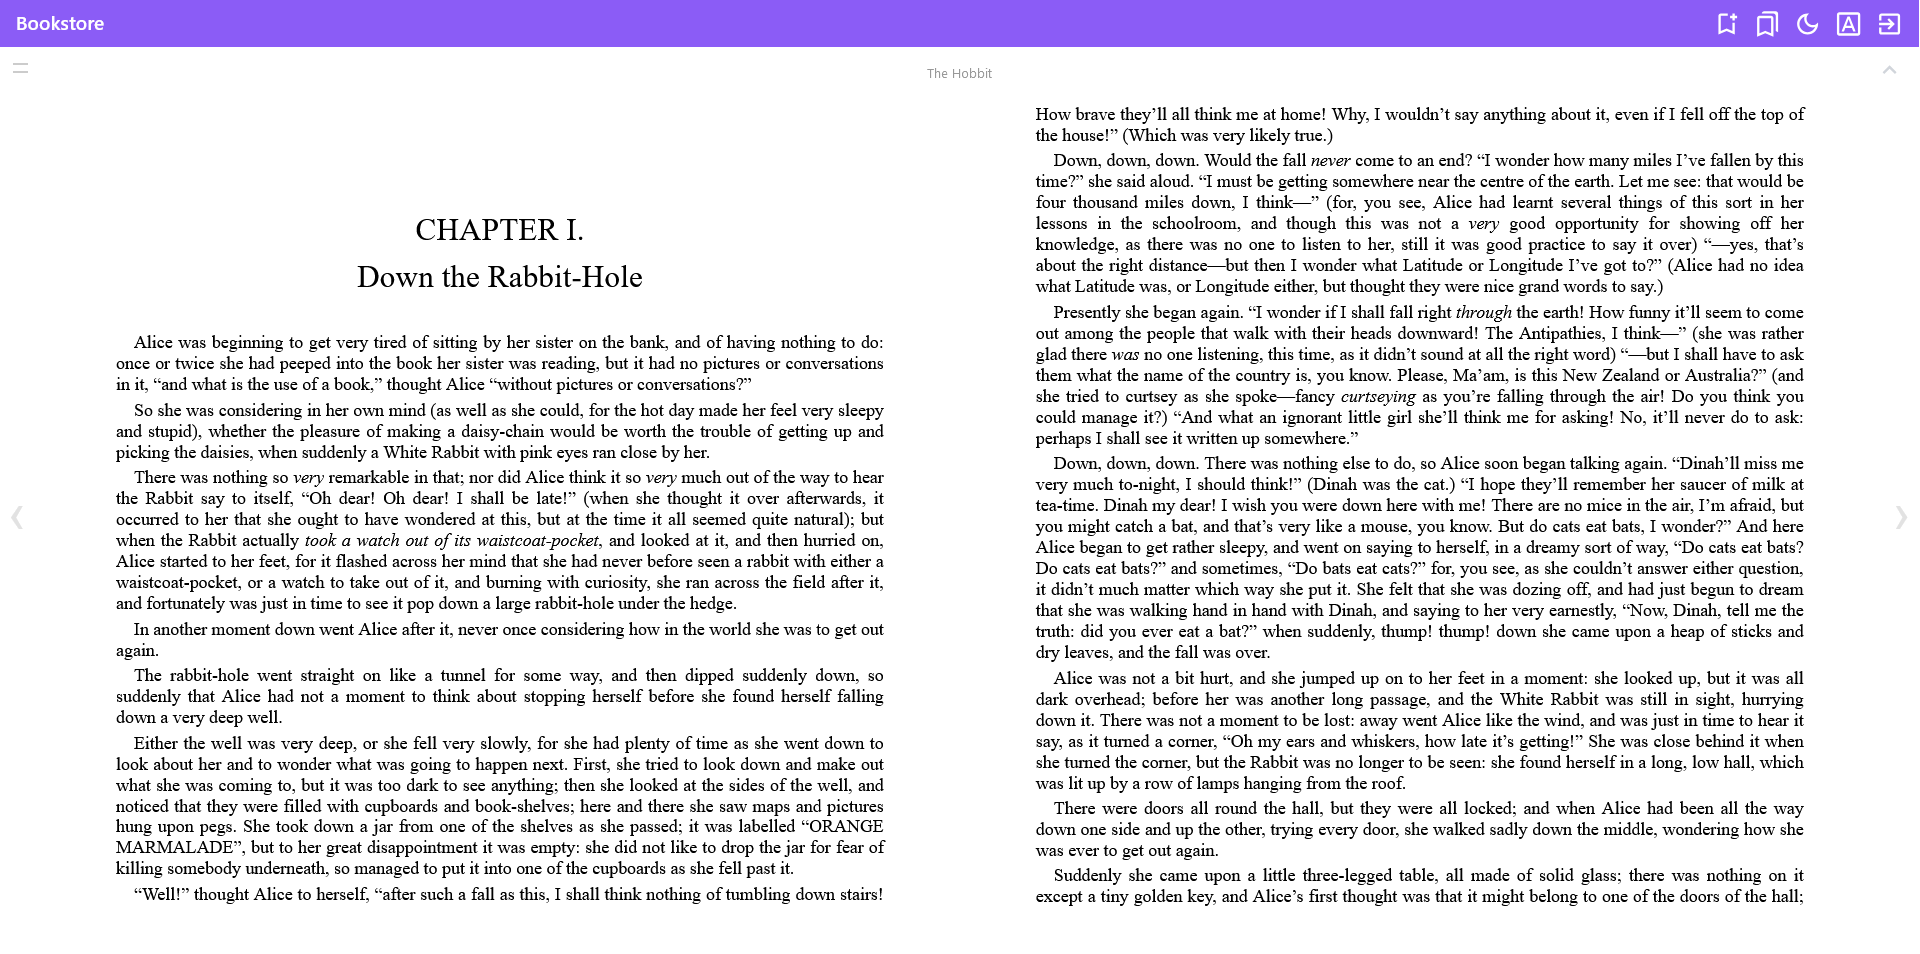 Bookstore
The Hobbit
CHAPTER I.
Down the Rabbit-Hole
Alice was beginning to get very tired of sitting by her sister on the bank, and of having nothing to do:
once or twice she had peeped into the book her sister was reading, but it had no pictures or conversations
in it, “and what is the use of a book,” thought Alice “without pictures or conversations?”
So she was considering in her own mind (as well as she could, for the hot day made her feel very sleepy
and stupid), whether the pleasure of making a daisy-chain would be worth the trouble of getting up and
picking the daisies, when suddenly a White Rabbit with pink eyes ran close by her.
There was nothing so very remarkable in that; nor did Alice think it so very much out of the way to hear
the Rabbit say to itself, “Oh dear! Oh dear! I shall be late!” (when she thought it over afterwards, it
occurred to her that she ought to have wondered at this, but at the time it all seemed quite natural); but
when the Rabbit actually took a watch out of its waistcoat-pocket, and looked at it, and then hurried on,
Alice started to her feet, for it flashed across her mind that she had never before seen a rabbit with either a
waistcoat-pocket, or a watch to take out of it, and burning with curiosity, she ran across the field after it,
and fortunately was just in time to see it pop down a large rabbit-hole under the hedge.
In another moment down went Alice after it, never once considering how in the world she was to get out
again.
The rabbit-hole went straight on like a tunnel for some way, and then dipped suddenly down, so
suddenly that Alice had not a moment to think about stopping herself before she found herself falling
down a very deep well.
Either the well was very deep, or she fell very slowly, for she had plenty of time as she went down to
look about her and to wonder what was going to happen next. First, she tried to look down and make out
what she was coming to, but it was too dark to see anything; then she looked at the sides of the well, and
noticed that they were filled with cupboards and book-shelves; here and there she saw maps and pictures
hung upon pegs. She took down a jar from one of the shelves as she passed; it was labelled “ORANGE
MARMALADE”, but to her great disappointment it was empty: she did not like to drop the jar for fear of
killing somebody underneath, so managed to put it into one of the cupboards as she fell past it.
“Well!” thought Alice to herself, “after such a fall as this, I shall think nothing of tumbling down stairs!
How brave they’ll all think me at home! Why, I wouldn’t say anything about it, even if I fell off the top of
the house!” (Which was very likely true.)
Down, down, down. Would the fall never come to an end? “I wonder how many miles I’ve fallen by this
time?” she said aloud. “I must be getting somewhere near the centre of the earth. Let me see: that would be
four thousand miles down, I think—” (for, you see, Alice had learnt several things of this sort in her
lessons in the schoolroom, and though this was not a very good opportunity for showing off her
knowledge, as there was no one to listen to her, still it was good practice to say it over) “—yes, that’s
about the right distance—but then I wonder what Latitude or Longitude I’ve got to?” (Alice had no idea
what Latitude was, or Longitude either, but thought they were nice grand words to say.)
Presently she began again. “I wonder if I shall fall right through the earth! How funny it’ll seem to come
out among the people that walk with their heads downward! The Antipathies, I think—” (she was rather
glad there was no one listening, this time, as it didn’t sound at all the right word) “—but I shall have to ask
them what the name of the country is, you know. Please, Ma’am, is this New Zealand or Australia?” (and
she tried to curtsey as she spoke—fancy curtseying as you’re falling through the air! Do you think you
could manage it?) “And what an ignorant little girl she’ll think me for asking! No, it’ll never do to ask:
perhaps I shall see it written up somewhere.”
Down, down, down. There was nothing else to do, so Alice soon began talking again. “Dinah’ll miss me
very much to-night, I should think!” (Dinah was the cat.) “I hope they’ll remember her saucer of milk at
tea-time. Dinah my dear! I wish you were down here with me! There are no mice in the air, I’m afraid, but
you might catch a bat, and that’s very like a mouse, you know. But do cats eat bats, I wonder?” And here
Alice began to get rather sleepy, and went on saying to herself, in a dreamy sort of way, “Do cats eat bats?
Do cats eat bats?” and sometimes, “Do bats eat cats?” for, you see, as she couldn’t answer either question,
it didn’t much matter which way she put it. She felt that she was dozing off, and had just begun to dream
that she was walking hand in hand with Dinah, and saying to her very earnestly, “Now, Dinah, tell me the
truth: did you ever eat a bat?” when suddenly, thump! thump! down she came upon a heap of sticks and
dry leaves, and the fall was over.
Alice was not a bit hurt, and she jumped up on to her feet in a moment: she looked up, but it was all
dark overhead; before her was another long passage, and the White Rabbit was still in sight, hurrying
down it. There was not a moment to be lost: away went Alice like the wind, and was just in time to hear it
say, as it turned a corner, “Oh my ears and whiskers, how late it’s getting!” She was close behind it when
she turned the corner, but the Rabbit was no longer to be seen: she found herself in a long, low hall, which
was lit up by a row of lamps hanging from the roof.
There were doors all round the hall, but they were all locked; and when Alice had been all the way
down one side and up the other, trying every door, she walked sadly down the middle, wondering how she
was ever to get out again.
Suddenly she came upon a little three-legged table, all made of solid glass; there was nothing on it
except a tiny golden key, and Alice’s first thought was that it might belong to one of the doors of the hall;